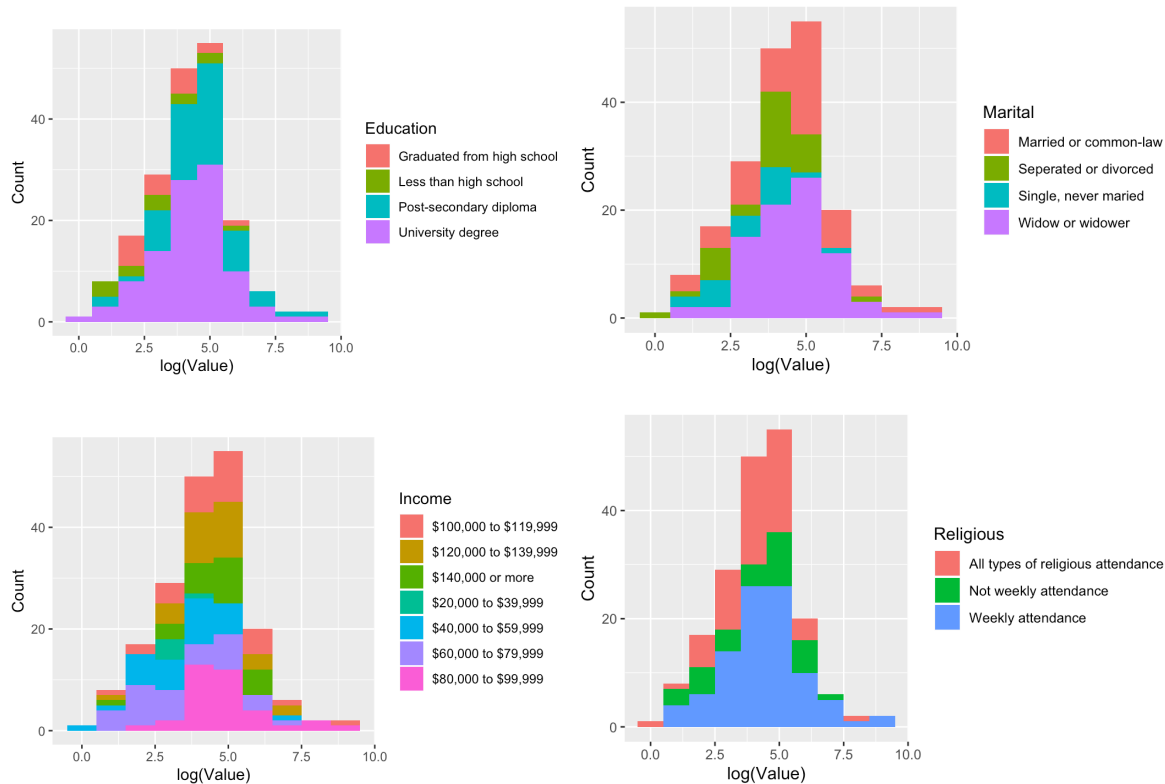 40
20
0
Count
0.0 2.5 5.0 7.5 10.0
log(Value)
Education
Graduated from high school
Less than high school
Post-secondary diploma
University degree
40
20
0
Count
0.0 2.5 5.0 7.5 10.0
log(Value)
Marital
Married or common-law
Seperated or divorced
Single, never maried
Widow or widower
40
20
0
Count
0.0 2.5 5.0 7.5 10.0
log(Value)
Income
$100,000 to $119,999
$120,000 to $139,999
$140,000 or more
$20,000 to $39,999
$40,000 to $59,999
$60,000 to $79,999
$80,000 to $99,999
40
20
0
Count
0.0 2.5 5.0 7.5 10.0
log(Value)
Religious
All types of religious attendance
Not weekly attendance
Weekly attendance